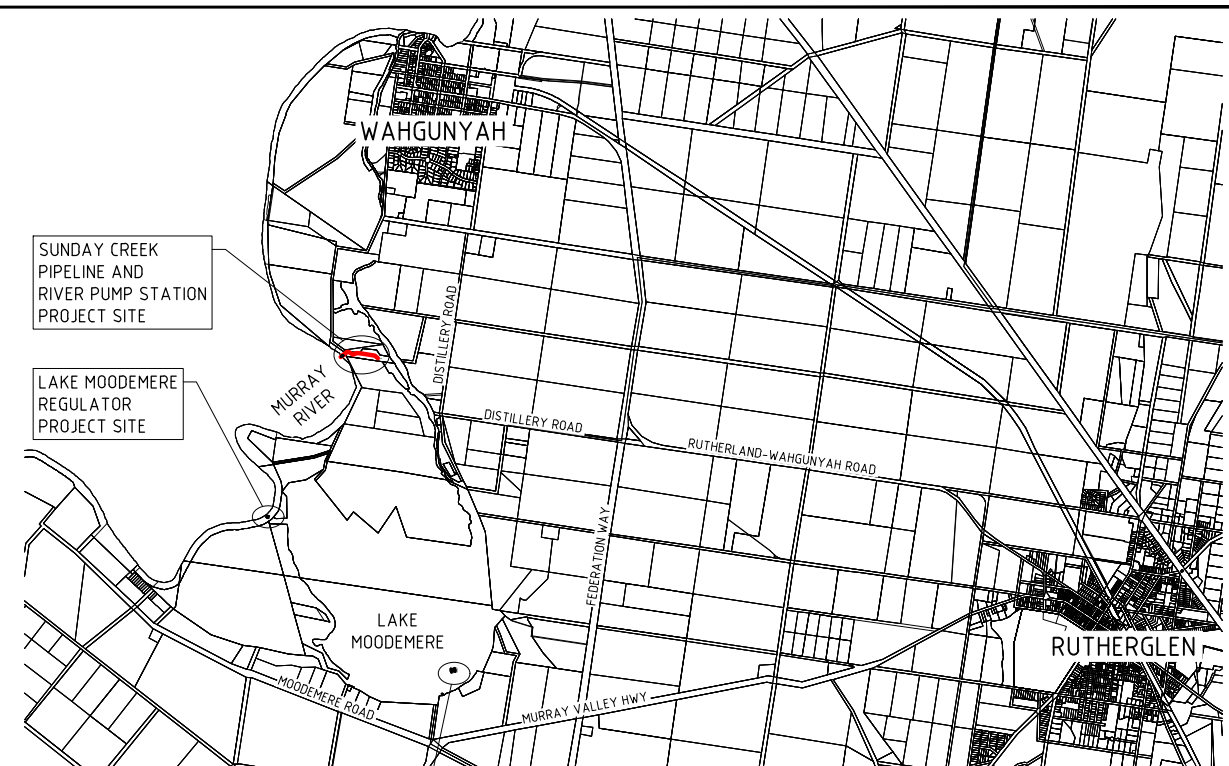 WAHGUNYAH
SUNDAY CREEK
PIPELINE AND
RIVER PUMP STATION
PROJECT SITE
DISTILLERY ROAD
LAKE MOODEMERE
REGULATOR
PROJECT SITE
MURRAY
RIVER
DISTILLERY ROAD
RUTHERLAND-WAHGUNYAH ROAD
FEDERATION WAY
LAKE
MOODEMERE
RUTHERGLEN
MOODEMERE ROAD
MURRAY VALLEY HWY